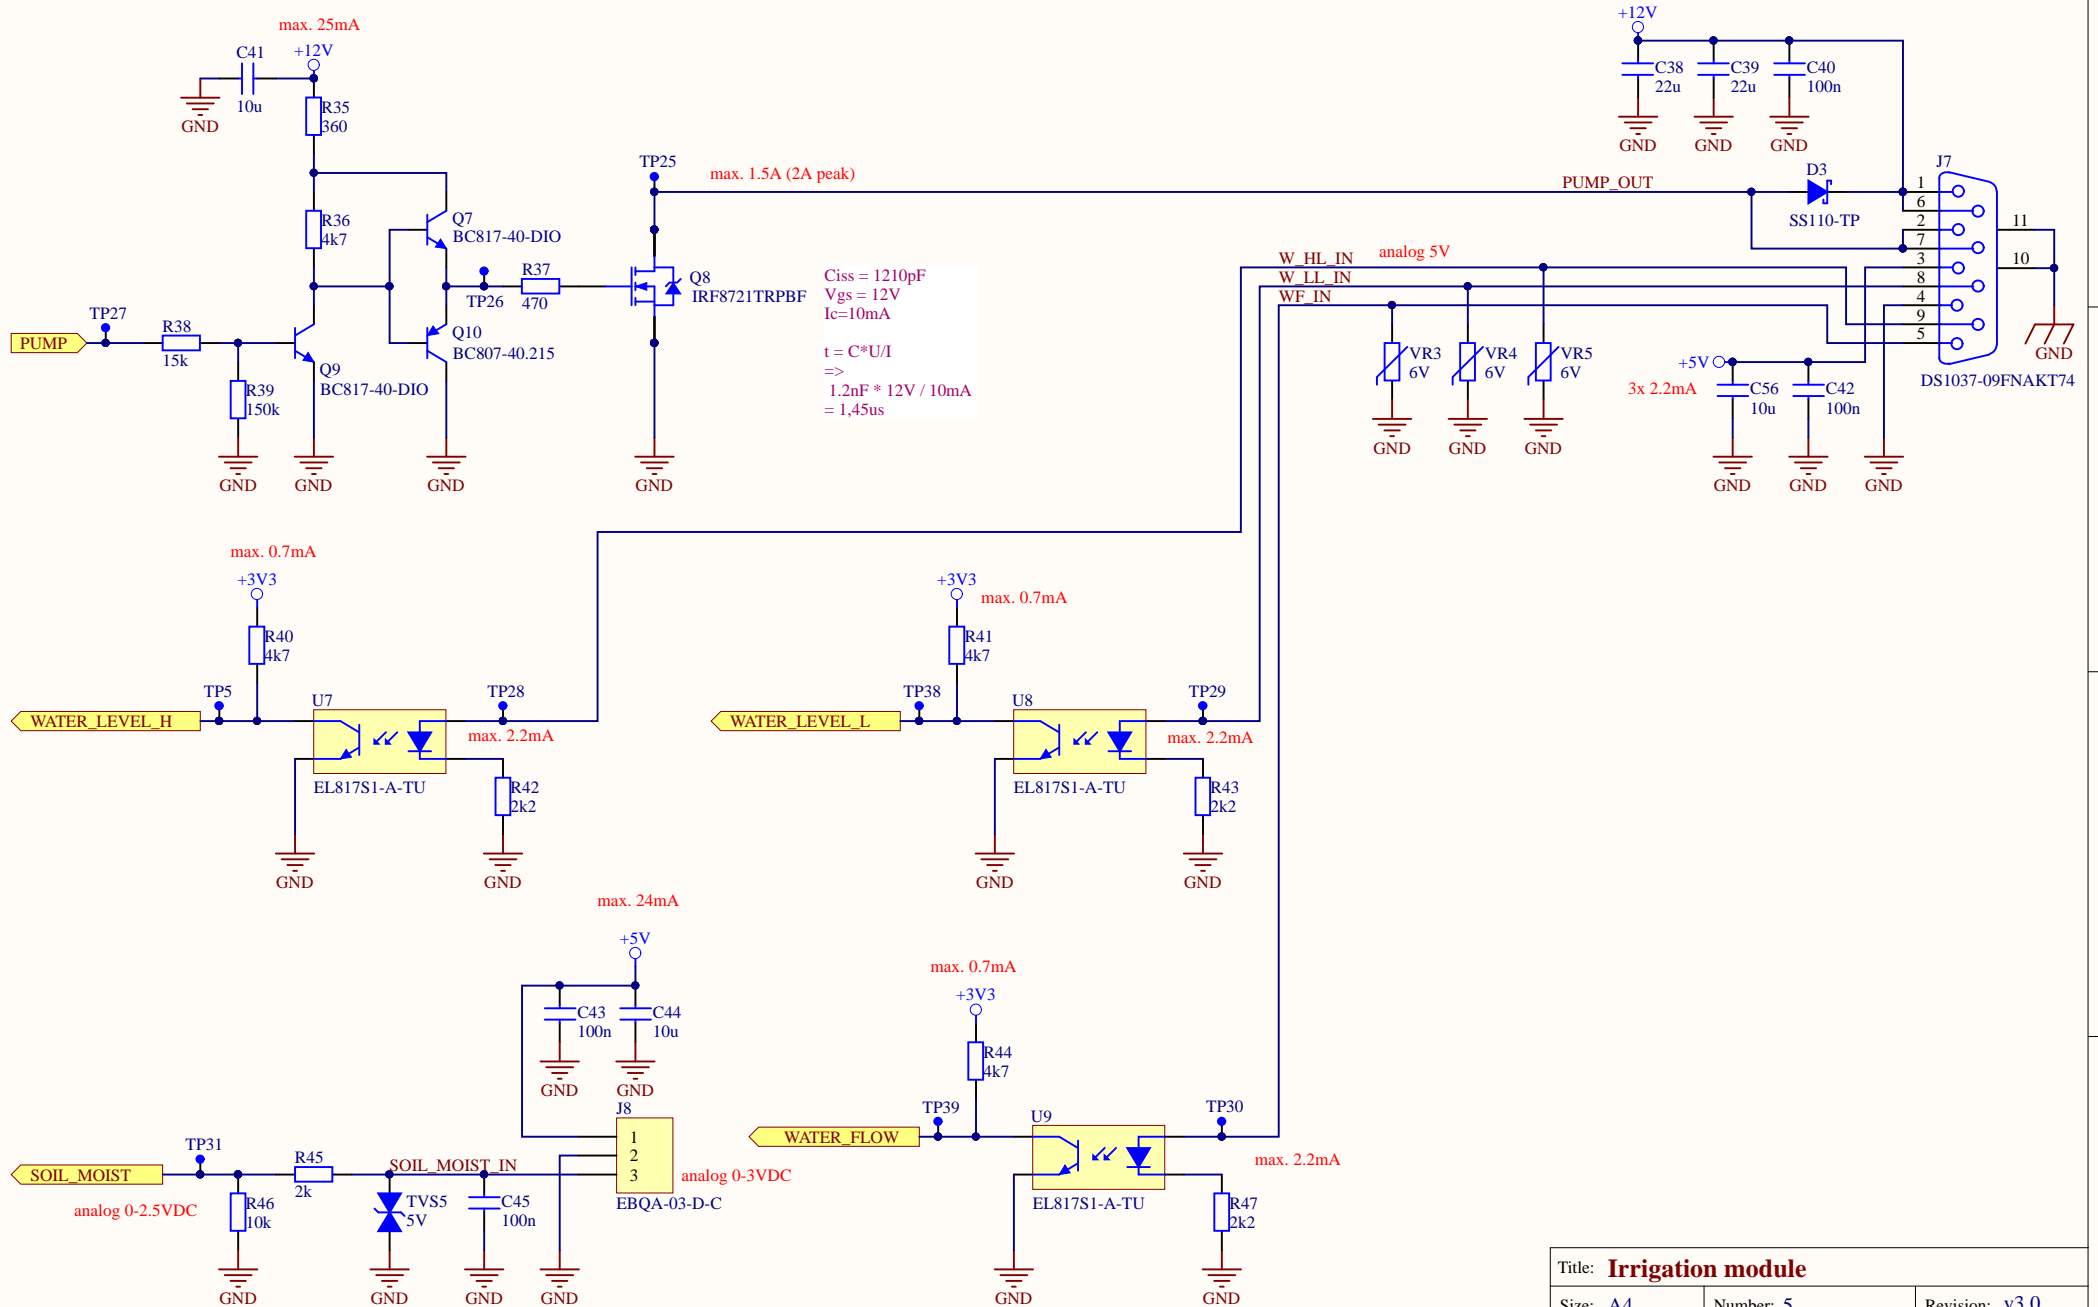 max. 25mA
+12V
C41
10u
GND
R35
360
R36
4k7
Q7
BC817-40-DIO
TP26
R37
470
Q10
BC807-40.215
TP27
PUMP
R38
15k
R39
150k
Q9
BC817-40-DIO
GND
GND
GND
TP25
max. 1.5A (2A peak)
Q8
IRF8721TRPBF
GND
Ciss = 1210pF
Vgs = 12V
Ic=10mA
t = C*U/I
=>
1.2nF * 12V / 10mA
= 1,45us
+12V
C38
22u
C39
22u
C40
100n
GND
GND
GND
PUMP_OUT
D3
SS110-TP
J7
1
6
2
7
3
8
4
9
5
11
10
GND
DS1037-09FNAKT74
W_HL_IN
analog 5V
W_LL_IN
WF_IN
VR3
6V
VR4
6V
VR5
6V
GND
GND
GND
+5V
3x 2.2mA
C56
10u
C42
100n
GND
GND
GND
max. 0.7mA
+3V3
R40
4k7
TP5
WATER_LEVEL_H
U7
EL817S1-A-TU
TP28
max. 2.2mA
R42
2k2
GND
GND
+3V3
max. 0.7mA
R41
4k7
TP38
WATER_LEVEL_L
U8
EL817S1-A-TU
TP29
max. 2.2mA
R43
2k2
GND
GND
max. 24mA
+5V
C43
100n
C44
10u
GND
GND
J8
1
2
3
EBQA-03-D-C
analog 0-3VDC
TP31
SOIL_MOIST
analog 0-2.5VDC
R45
2k
R46
10k
SOIL_MOIST_IN
TVS5
5V
C45
100n
GND
GND
GND
GND
max. 0.7mA
+3V3
R44
4k7
TP39
WATER_FLOW
U9
EL817S1-A-TU
TP30
max. 2.2mA
R47
2k2
GND
GND
Title: Irrigation module
Size: A4 Number: 5 Revision: v3.0